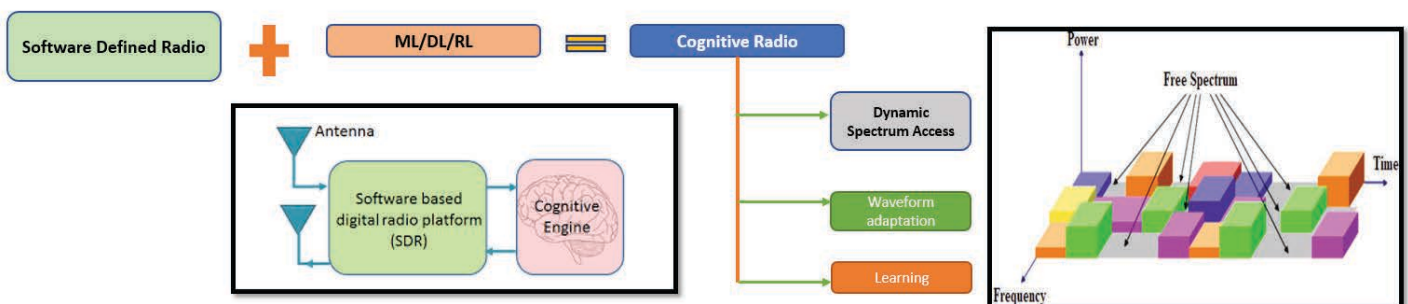 Software Defined Radio
ML/DL/RL
Cognitive Radio
Antenna
Software based
digital radio platform
(SDR)
Cognitive
Engine
Dynamic
Spectrum Access
Waveform
adaptation
Learning
Power
Free Spectrum
Time
Frequency